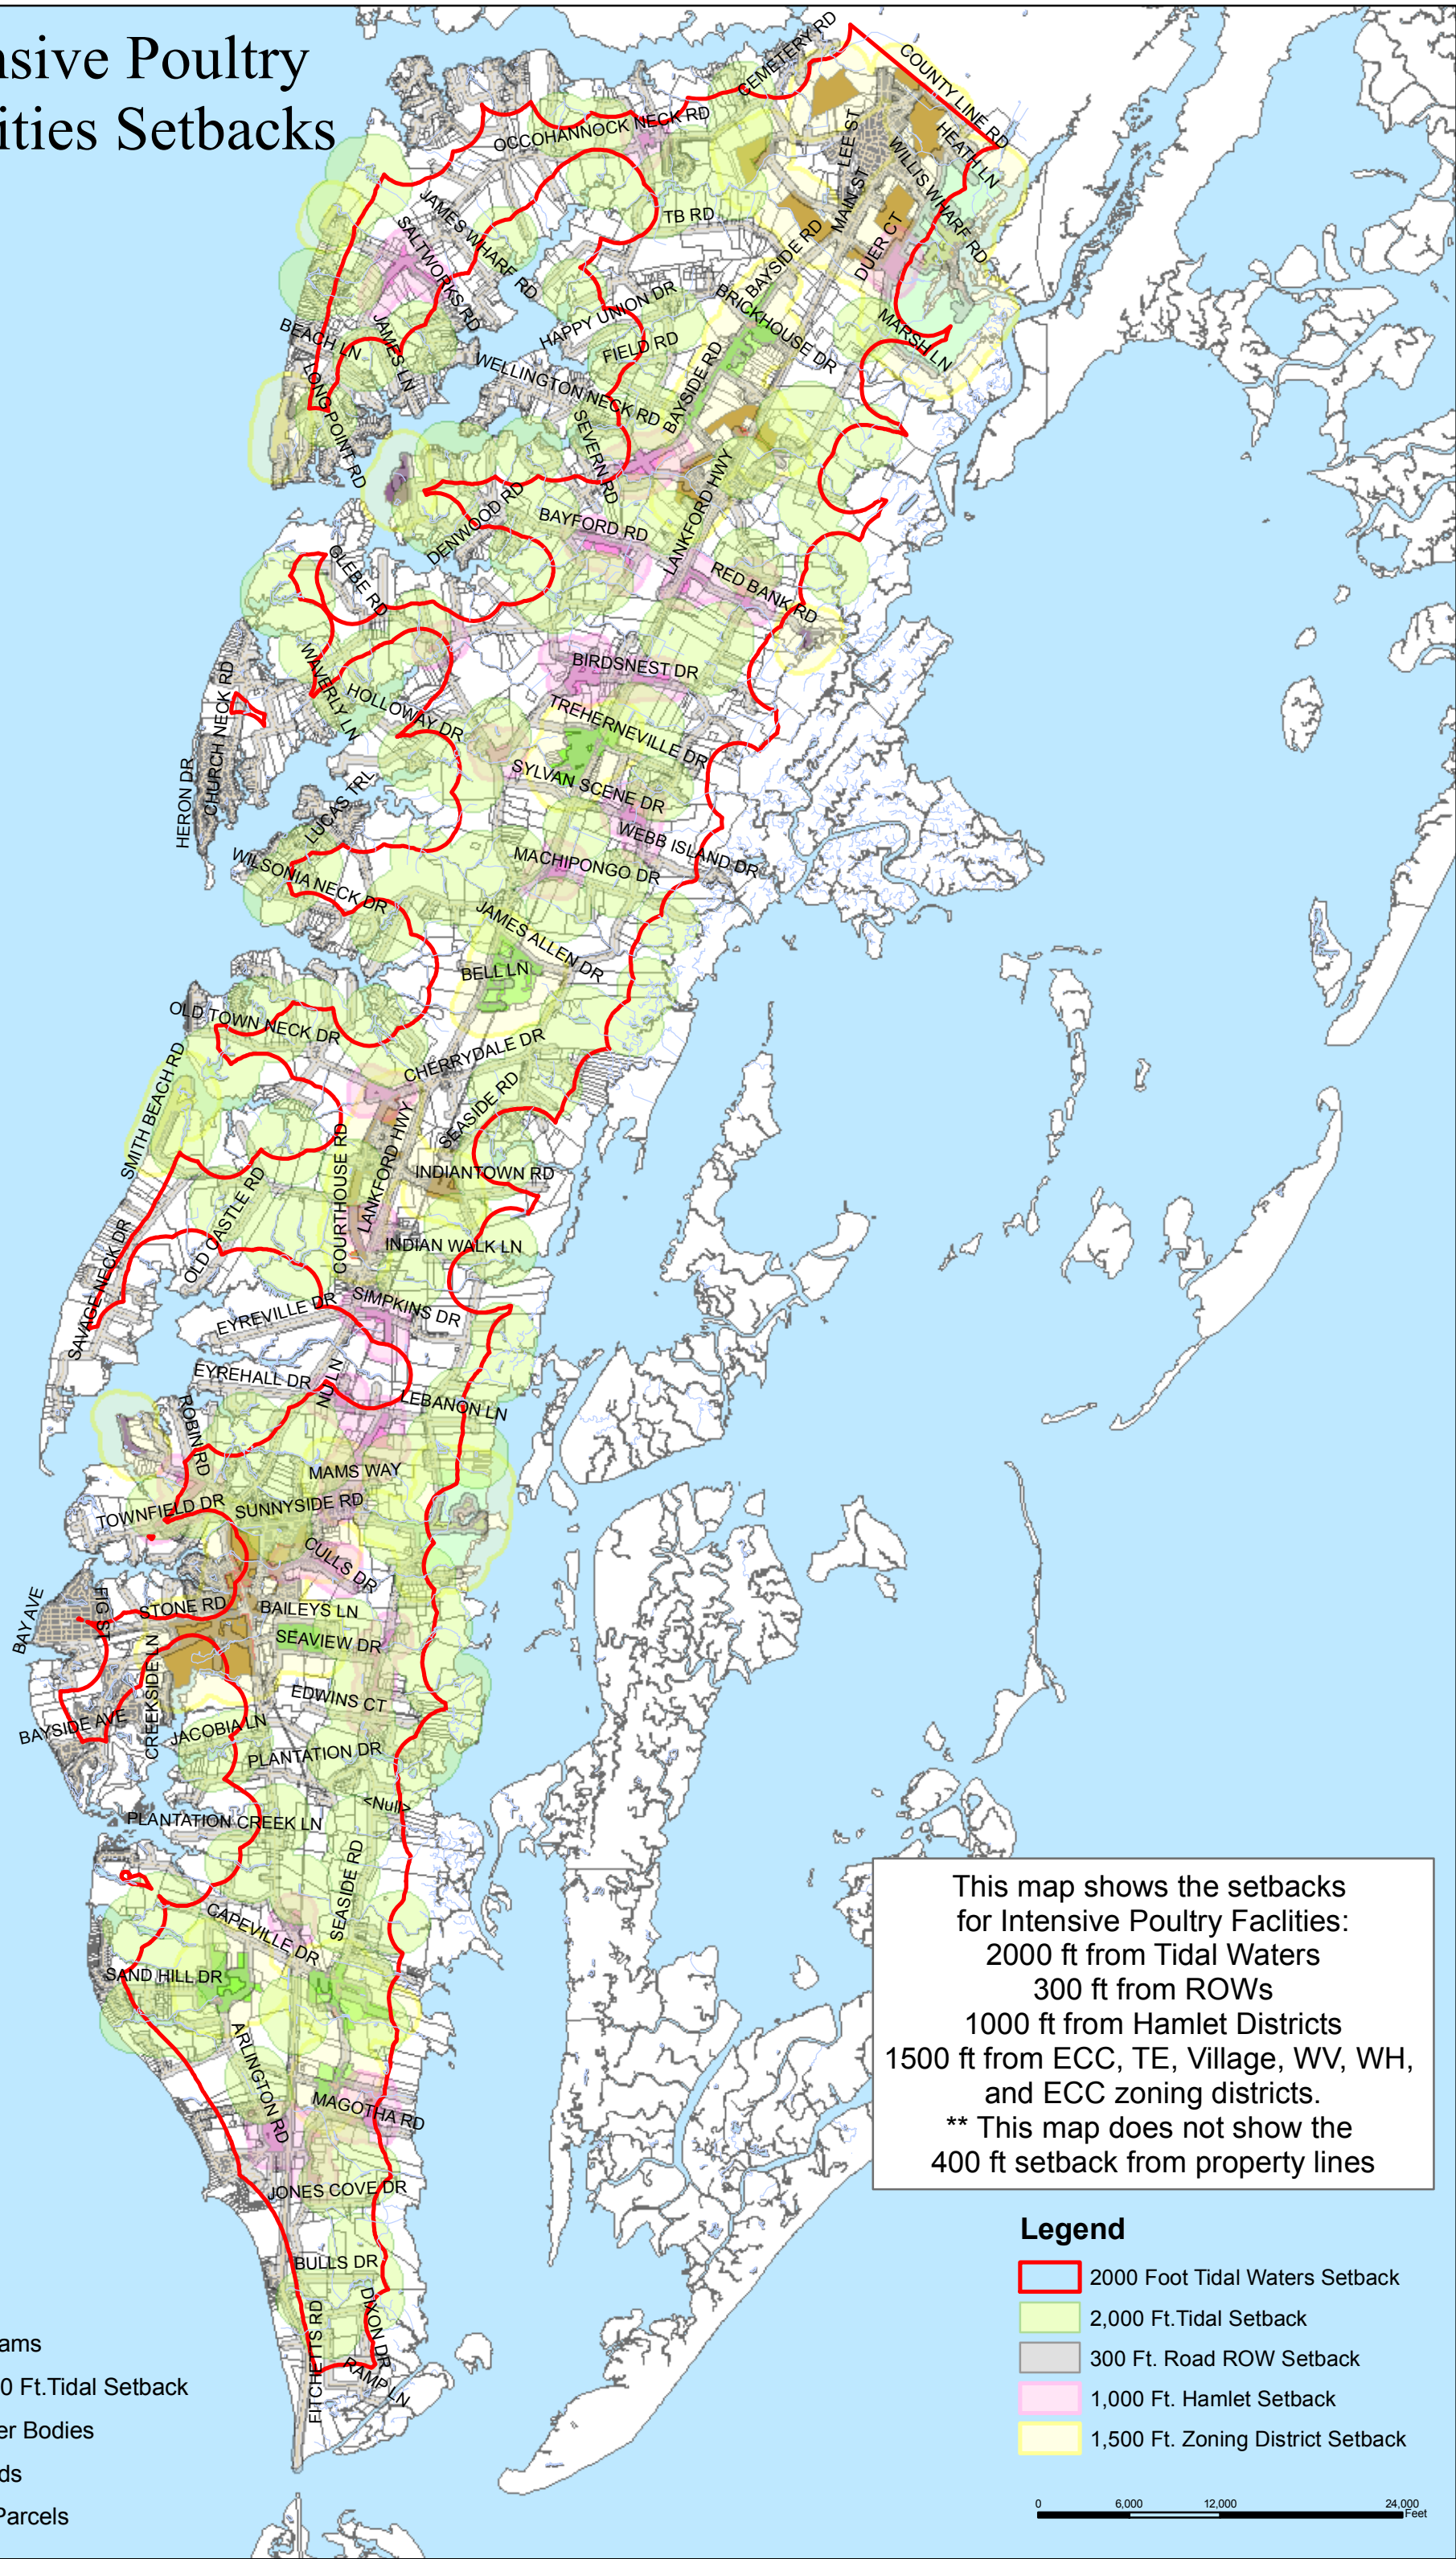 nsive Poultry
ities Setbacks
CEMETERY RD
COUNTY LINE RD
OCCOHANNOCK NECK RD
LEE ST
HEATH LN
WILLIS WHARF RD
MAIN ST
JAMES WHARF RD
SALTWORKS RD
TB RD
DUER CT
BAYSIDE RD
HAPPY UNION DR
BRICKHOUSE DR
BEACH LN
JAMES LN
FIELD RD
MARSH LN
WELLINGTON NECK RD
BAYSIDE RD
LONG POINT RD
SEVERN RD
LANKFORD HWY
DENWOOD RD
BAYFORD RD
GLEBE RD
RED BANK RD
BIRDSNEST DR
WAVERLY LN
HOLLOWAY DR
CHURCH NECK RD
TREHERNEVILLE DR
HERON DR
SYLVAN SCENE DR
LUCAS TRL
WEBB ISLAND DR
WILSONIA NECK DR
MACHIPONGO DR
JAMES ALLEN DR
BELL LN
OLD TOWN NECK DR
CHERRYDALE DR
SMITH BEACH RD
SEASIDE RD
COURTHOUSE RD
LANKFORD HWY
INDIANTOWN RD
OLD CASTLE RD
INDIAN WALK LN
SAVAGE NECK DR
EYREVILLE DR
SIMPKINS DR
EYREHALL DR
NU LN
LEBANON LN
ROBIN RD
MAMS WAY
TOWNFIELD DR
SUNNYSIDE RD
CULLS DR
BAY AVE
FIG ST
STONE RD
BAILEYS LN
SEAVIEW DR
CREEKSIDE LN
EDWINS CT
BAYSIDE AVE
JACOBIA LN
PLANTATION DR
<Null>
PLANTATION CREEK LN
SEASIDE RD
CAPEVILLE DR
SAND HILL DR
ARLINGTON RD
MAGOTHA RD
JONES COVE DR
BULLS DR
DIXON DR
FITCHETTS RD
RAMP LN
This map shows the setbacks
for Intensive Poultry Faclities:
2000 ft from Tidal Waters
300 ft from ROWs
1000 ft from Hamlet Districts
1500 ft from ECC, TE, Village, WV, WH,
and ECC zoning districts.
** This map does not show the
400 ft setback from property lines
Legend
2000 Foot Tidal Waters Setback
2,000 Ft.Tidal Setback
300 Ft. Road ROW Setback
1,000 Ft. Hamlet Setback
1,500 Ft. Zoning District Setback
0 6,000 12,000 24,000
Feet
ams
0 Ft.Tidal Setback
er Bodies
ds
Parcels